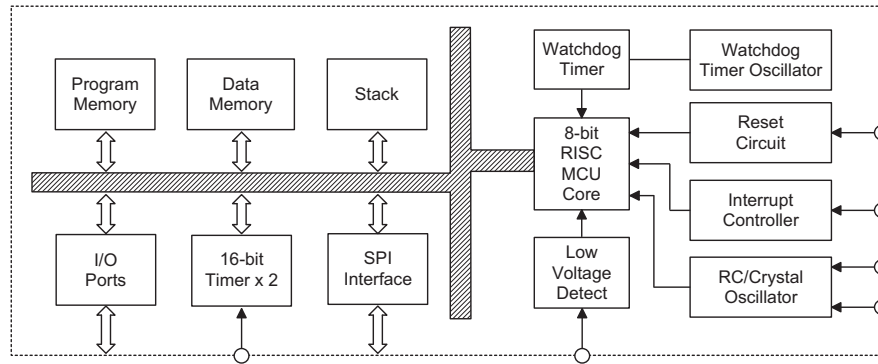 Program
Memory
Data
Memory
Stack
Watchdog
Timer
Watchdog
Timer Oscillator
8-bit
RISC
MCU
Core
Reset
Circuit
Interrupt
Controller
I/O
Ports
16-bit
Timer x 2
SPI
Interface
Low
Voltage
Detect
RC/Crystal
Oscillator